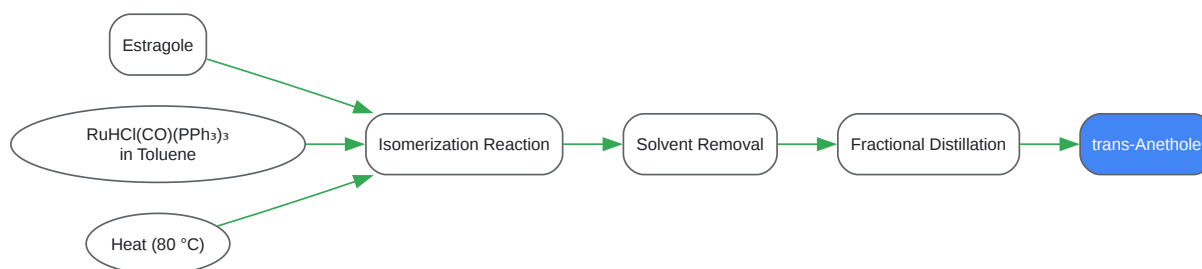 Estragole
RuHCl(CO)(PPh₃)₃
in Toluene
Heat (80 °C)
Isomerization Reaction
Solvent Removal
Fractional Distillation
trans-Anethole